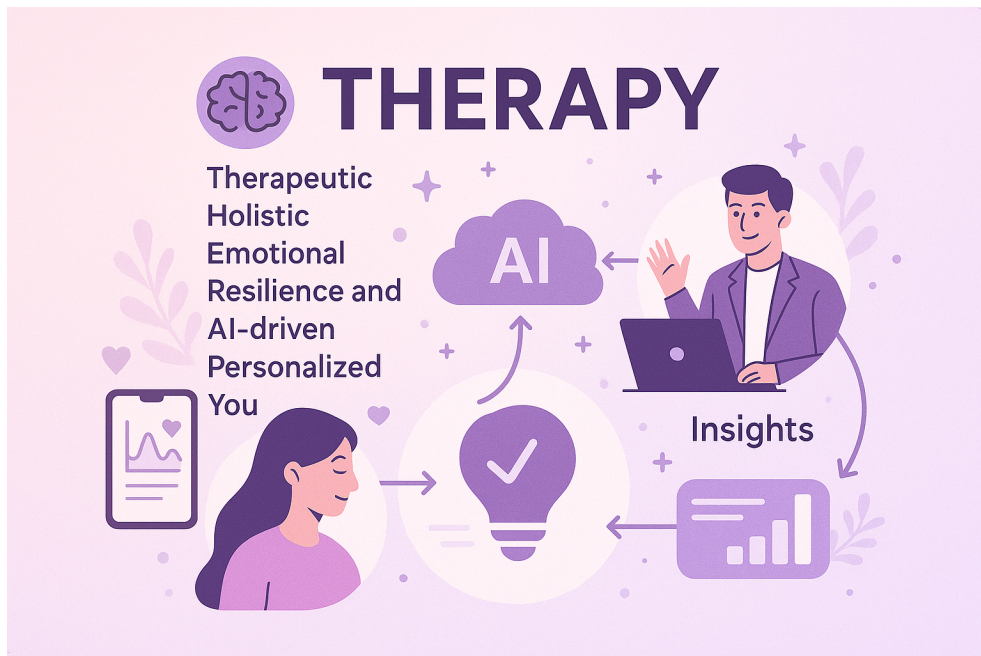 THERAPY
Therapeutic
Holistic
Emotional
Resilience and
AI-driven
Personalized
You
AI
Insights